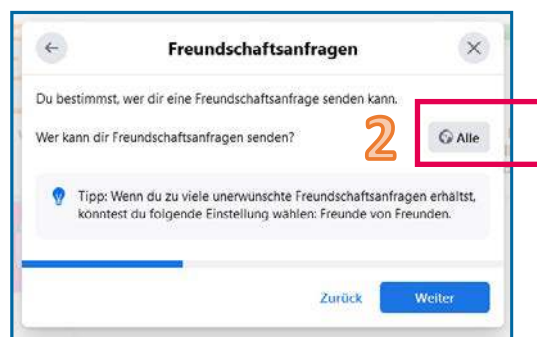 Freundschaftsanfragen
Du bestimmst, wer dir eine Freundschaftsanfrage senden kann.
Wer kann dir Freundschaftsanfragen senden?
2
Alle
Tipp: Wenn du zu viele unerwünschte Freundschaftsanfragen erhältst,
könntest du folgende Einstellung wählen: Freunde von Freunden.
Zurück
Weiter